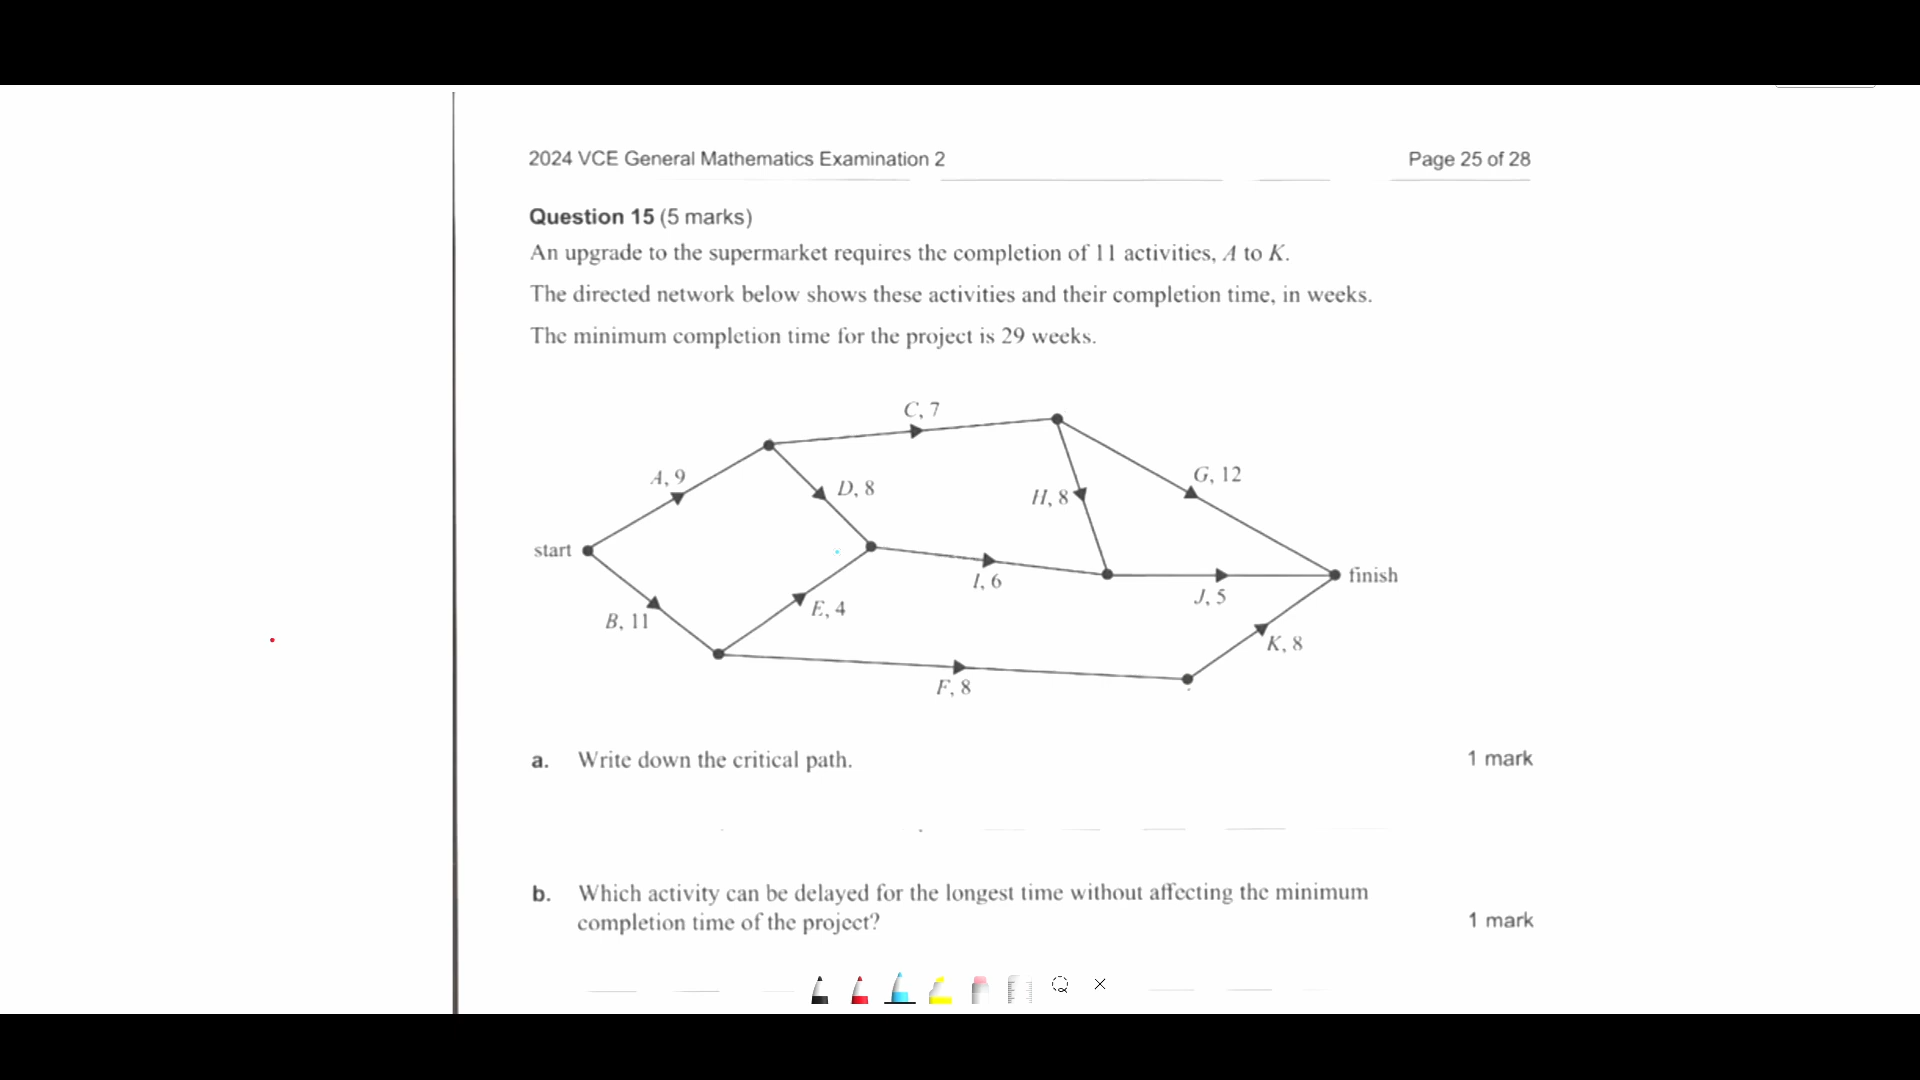 2024 VCE General Mathematics Examination 2
Page 25 of 28
Question 15 (5 marks)
An upgrade to the supermarket requires the completion of 11 activities, A to K.
The directed network below shows these activities and their completion time, in weeks.
The minimum completion time for the project is 29 weeks.
C, 7
A, 9
G, 12
D, 8
H, 8
start
finish
I, 6
J, 5
E, 4
B, 11
K, 8
F, 8
a. Write down the critical path. 1 mark
b. Which activity can be delayed for the longest time without affecting the minimum
completion time of the project? 1 mark